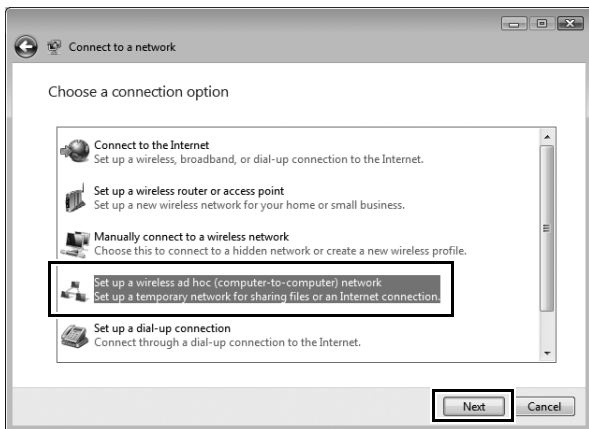 Connect to a network
Choose a connection option
Connect to the Internet
Set up a wireless, broadband, or dial-up connection to the Internet.
Set up a wireless router or access point
Set up a new wireless network for your home or small business.
Manually connect to a wireless network
Choose this to connect to a hidden network or create a new wireless profile.
Set up a wireless ad hoc (computer-to-computer) network
Set up a temporary network for sharing files or an Internet connection.
Set up a dial-up connection
Connect through a dial-up connection to the Internet.
Next Cancel